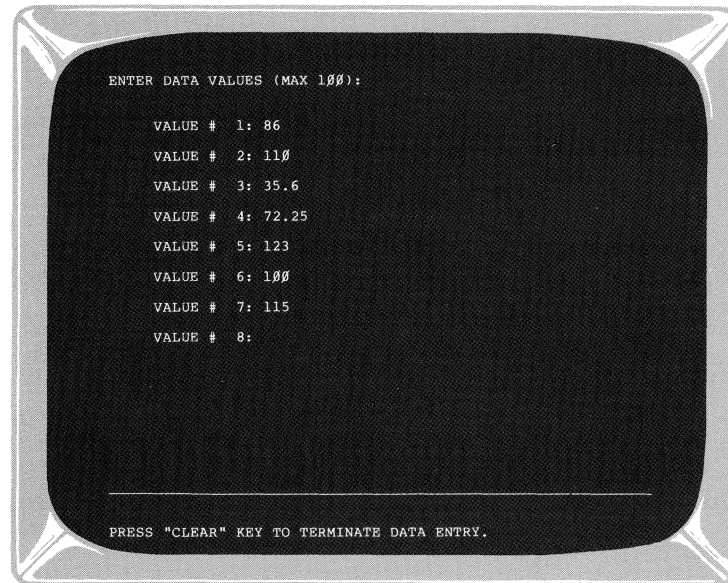 ENTER DATA VALUES (MAX 1ØØ):
VALUE # 1: 86
VALUE # 2: 11Ø
VALUE # 3: 35.6
VALUE # 4: 72.25
VALUE # 5: 123
VALUE # 6: 1ØØ
VALUE # 7: 115
VALUE # 8:
PRESS "CLEAR" KEY TO TERMINATE DATA ENTRY.